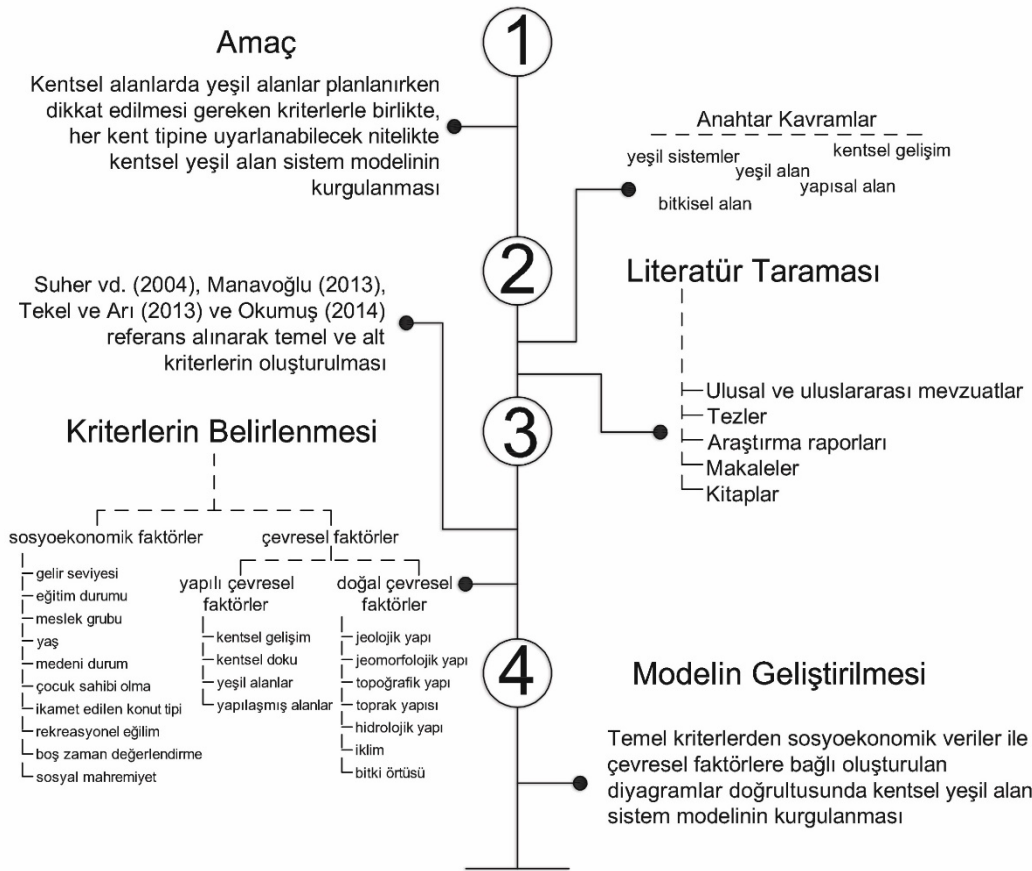 1
Amaç
Kentsel alanlarda yeşil alanlar planlanırken
dikkat edilmesi gereken kriterlerle birlikte,
her kent tipine uyarlanabilecek nitelikte
kentsel yeşil alan sistem modelinin
kurgulanması
Anahtar Kavramlar
kentsel gelişim
yeşil sistemler
yeşil alan
yapısal alan
bitkisel alan
2
Literatür Taraması
Ulusal ve uluslararası mevzuatlar
Tezler
Araştırma raporları
Makaleler
Kitaplar
Suher vd. (2004), Manavoğlu (2013),
Tekel ve Arı (2013) ve Okumuş (2014)
referans alınarak temel ve alt
kriterlerin oluşturulması
3
Kriterlerin Belirlenmesi
sosyoekonomik faktörler
gelir seviyesi
eğitim durumu
meslek grubu
yaş
medeni durum
çocuk sahibi olma
ikamet edilen konut tipi
rekreasyonel eğilim
boş zaman değerlendirme
sosyal mahremiyet
çevresel faktörler
yapılı çevresel
faktörler
kentsel gelişim
kentsel doku
yeşil alanlar
yapılaşmış alanlar
doğal çevresel
faktörler
jeolojik yapı
jeomorfolojik yapı
topoğrafik yapı
toprak yapısı
hidrolojik yapı
iklim
bitki örtüsü
4
Modelin Geliştirilmesi
Temel kriterlerden sosyoekonomik veriler ile
çevresel faktörlere bağlı oluşturulan
diyagramlar doğrultusunda kentsel yeşil alan
sistem modelinin kurgulanması